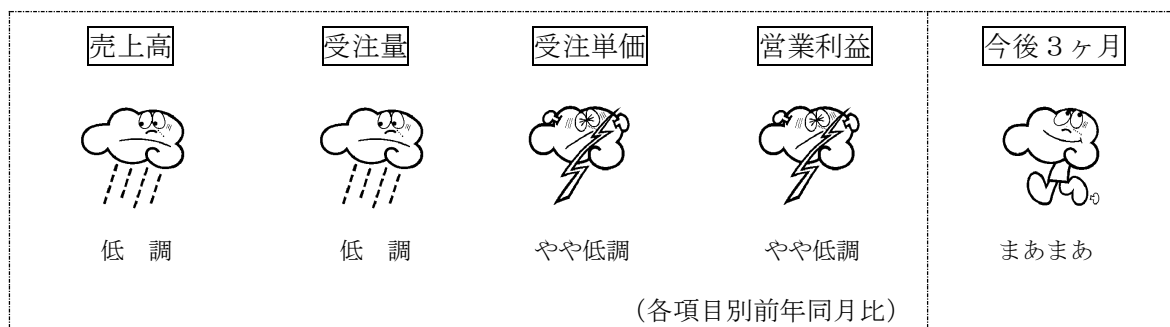 売上高 受注量 受注単価 営業利益 今後３ヶ月
低　調 低　調 やや低調 やや低調 まあまあ
（各項目別前年同月比）